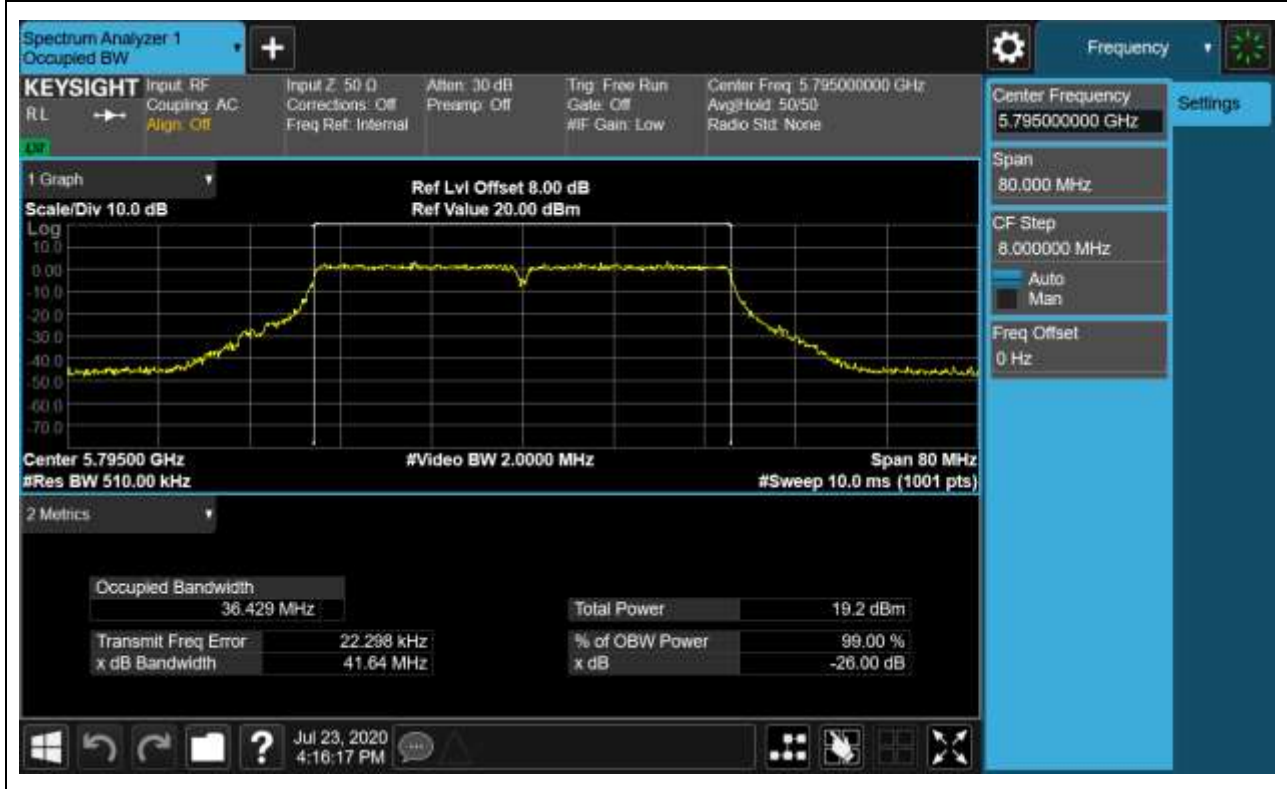 Spectrum Analyzer 1
Occupied BW
+
Frequency
KEYSIGHT
RL
Input: RF
Coupling: AC
Align: Off
Input Z: 50 Ω
Corrections: Off
Freq Ref: Internal
Atten: 30 dB
Preamp: Off
Trig: Free Run
Gate: Off
#IF Gain: Low
Center Freq: 5.795000000 GHz
Avg|Hold: 50/50
Radio Std: None
Center Frequency
5.795000000 GHz
Settings
Span
80.000 MHz
CF Step
8.000000 MHz
Auto
Man
Freq Offset
0 Hz
1 Graph
Scale/Div 10.0 dB
Ref Lvl Offset 8.00 dB
Ref Value 20.00 dBm
Log
10.0
0.00
-10.0
-20.0
-30.0
-40.0
-50.0
-60.0
-70.0
Center 5.79500 GHz
#Video BW 2.0000 MHz
Span 80 MHz
#Res BW 510.00 kHz
#Sweep 10.0 ms (1001 pts)
2 Metrics
Occupied Bandwidth
36.429 MHz
Total Power 19.2 dBm
Transmit Freq Error 22.298 kHz
% of OBW Power 99.00 %
x dB Bandwidth 41.64 MHz
x dB -26.00 dB
?
Jul 23, 2020
4:16:17 PM